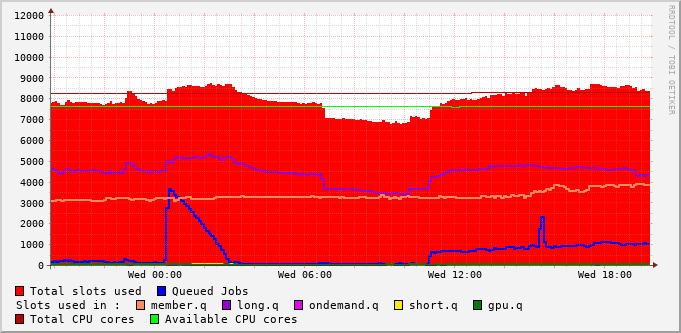 12000
11000
10000
9000
8000
7000
6000
5000
4000
3000
2000
1000
0
Wed 00:00 Wed 06:00 Wed 12:00 Wed 18:00
RRDTOOL / TOBI OETIKER
Total slots used Queued Jobs
Slots used in : member.q long.q ondemand.q short.q gpu.q
Total CPU cores Available CPU cores